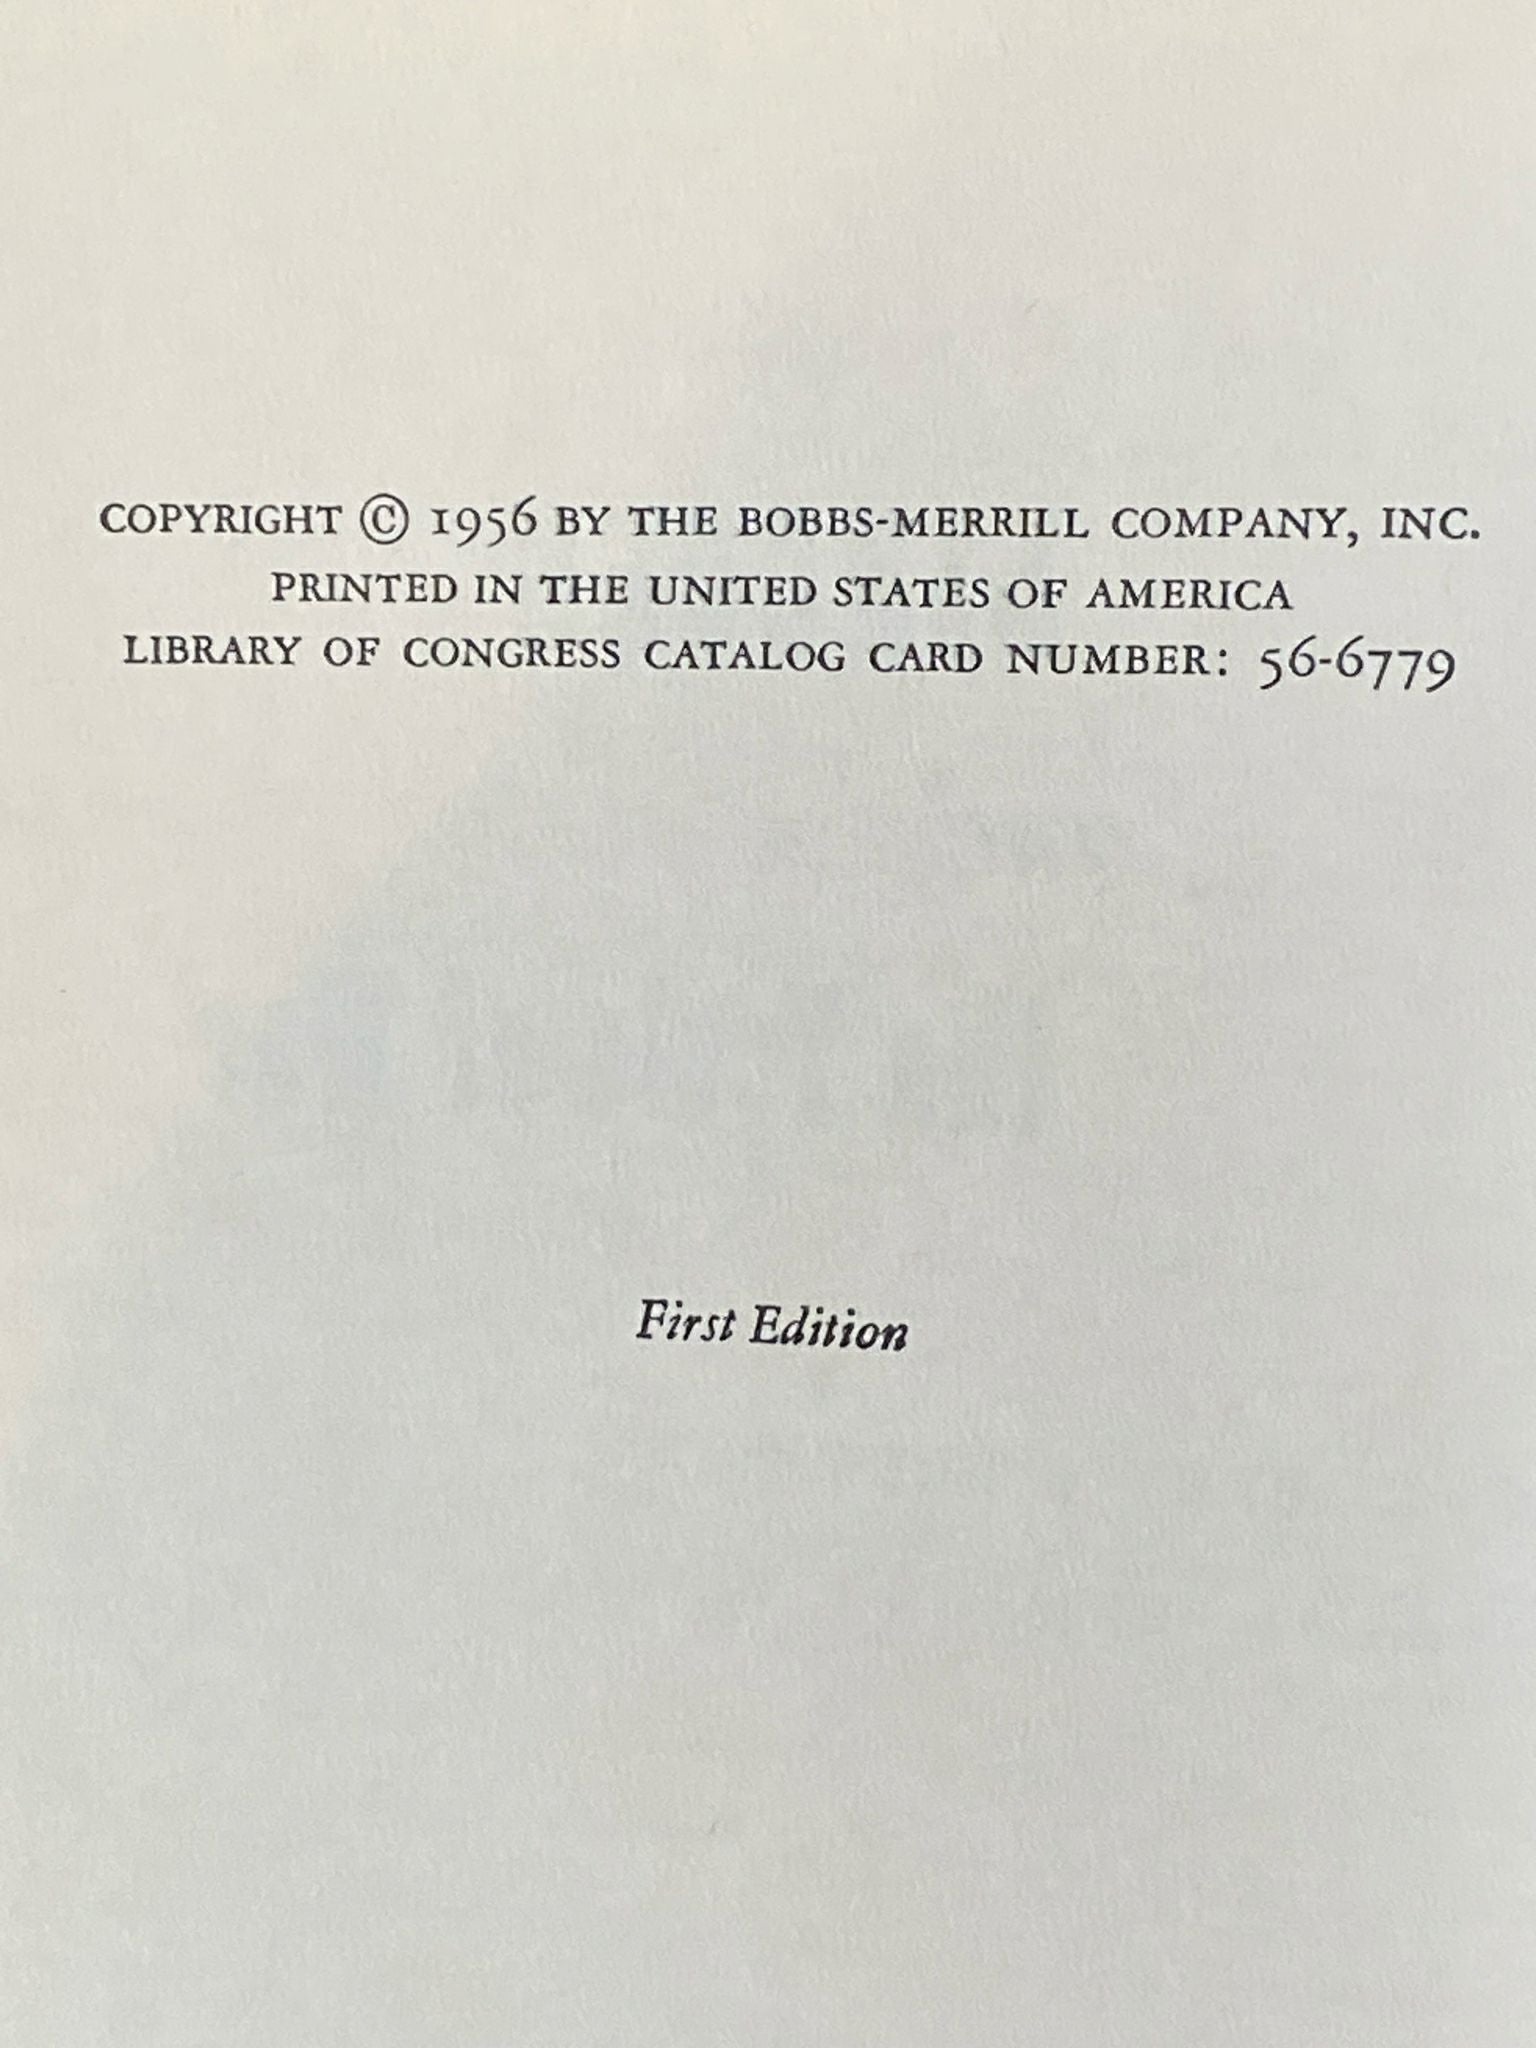 COPYRIGHT © 1956 BY THE BOBBS-MERRILL COMPANY, INC.
PRINTED IN THE UNITED STATES OF AMERICA
LIBRARY OF CONGRESS CATALOG CARD NUMBER: 56-6779
First Edition